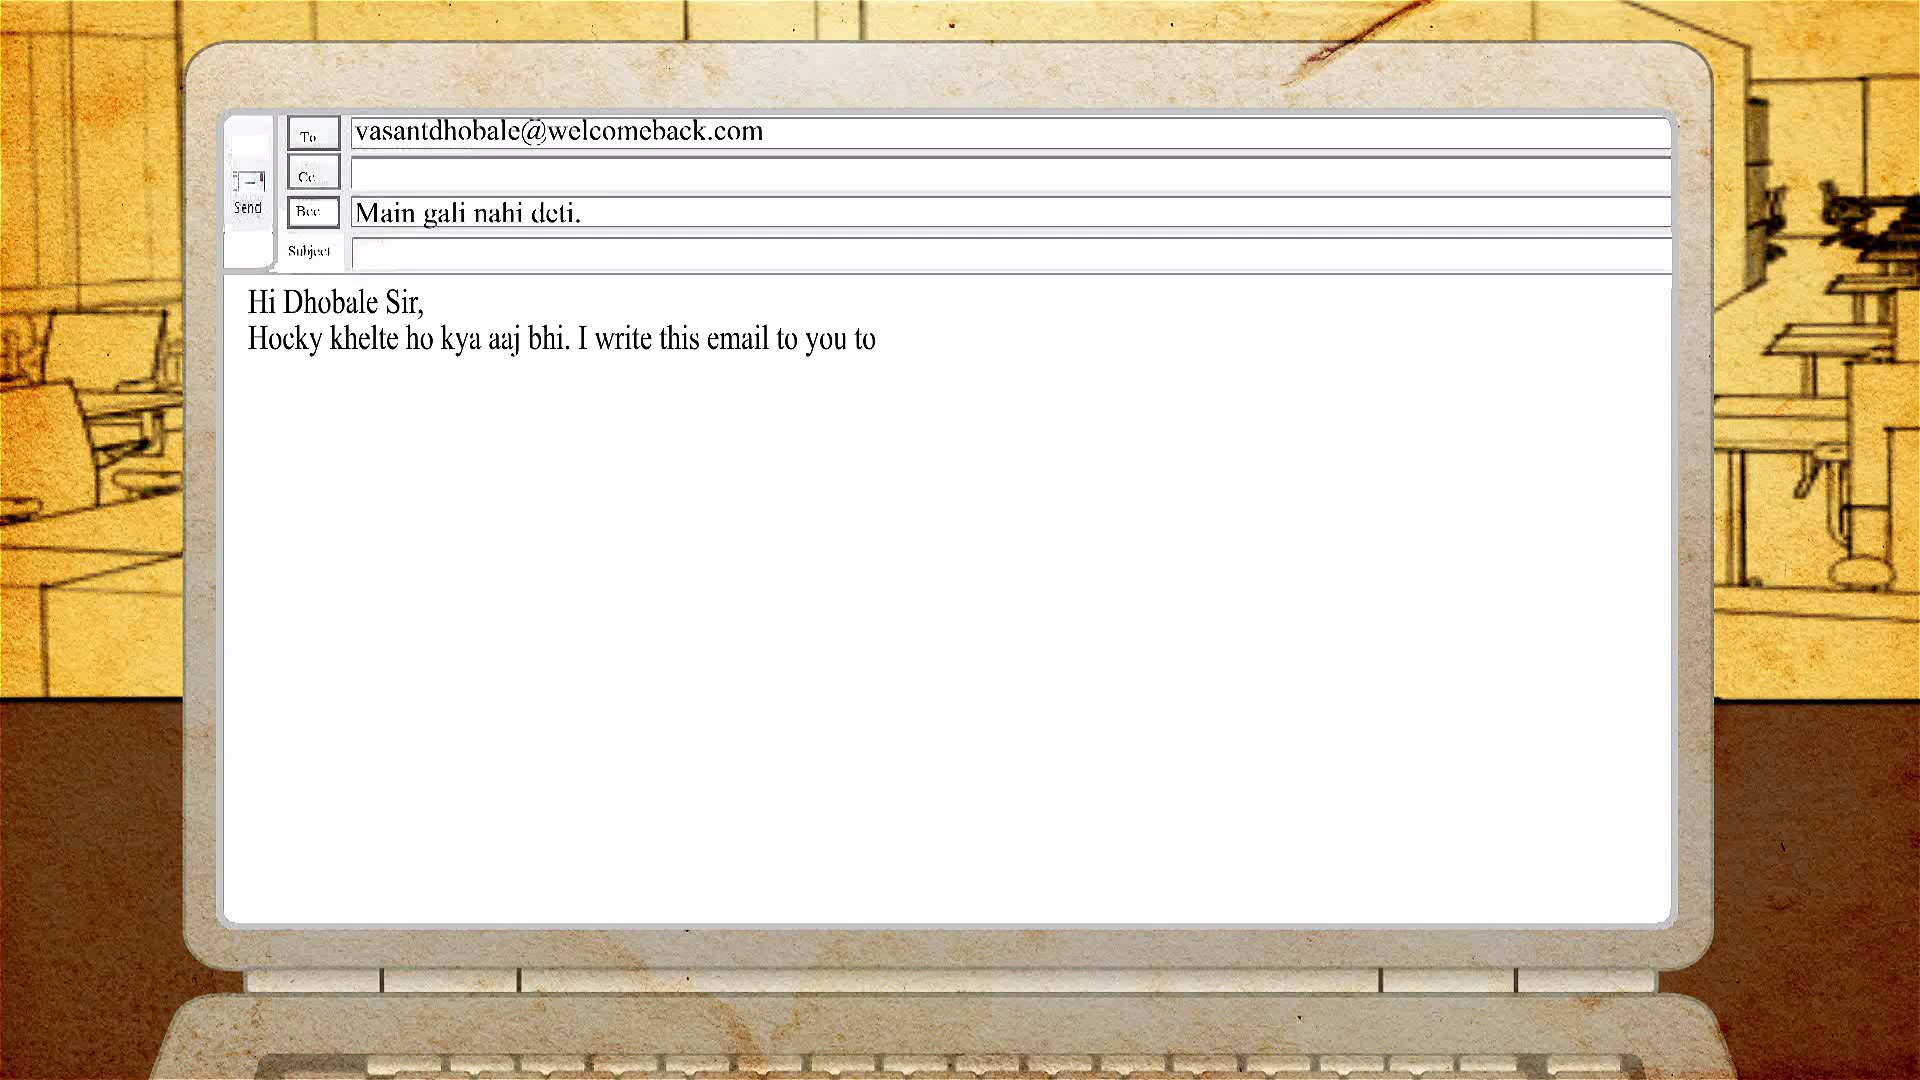 To vasantdhobale@welcomeback.com
Cc
Bcc Main gali nahi deti.
Send
Subject
Hi Dhobale Sir,
Hocky khelte ho kya aaj bhi. I write this email to you to